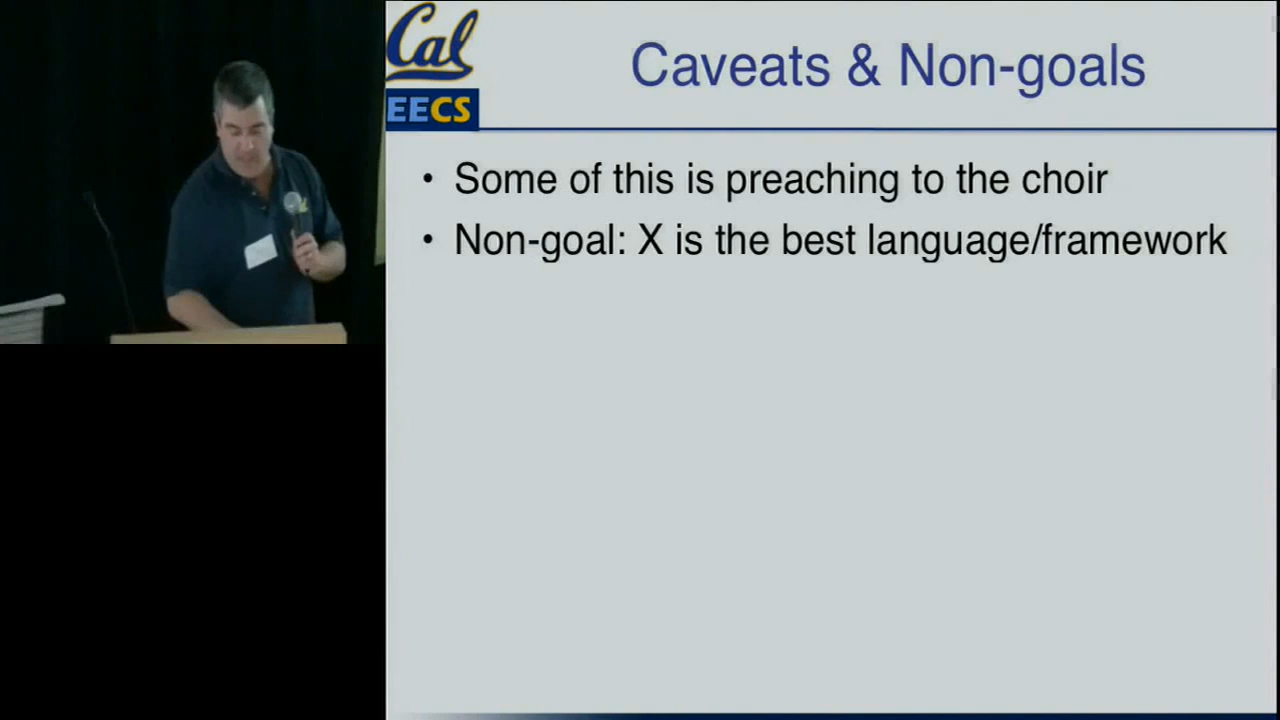 Cal
EECS
Caveats & Non-goals
• Some of this is preaching to the choir
• Non-goal: X is the best language/framework